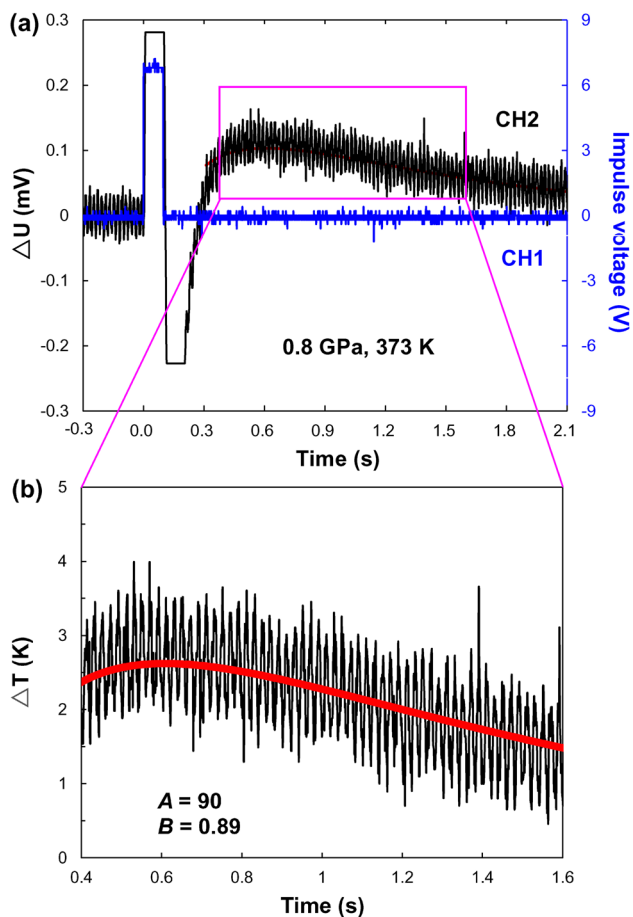 (a)
0.3
0.2
0.1
0
-0.1
-0.2
-0.3
△U (mV)
9
6
3
0
-3
-6
-9
Impulse voltage (V)
CH2
CH1
0.8 GPa, 373 K
-0.3 0.0 0.3 0.6 0.9 1.2 1.5 1.8 2.1
Time (s)
(b)
5
4
3
2
1
0
△T (K)
A = 90
B = 0.89
0.4 0.6 0.8 1 1.2 1.4 1.6
Time (s)